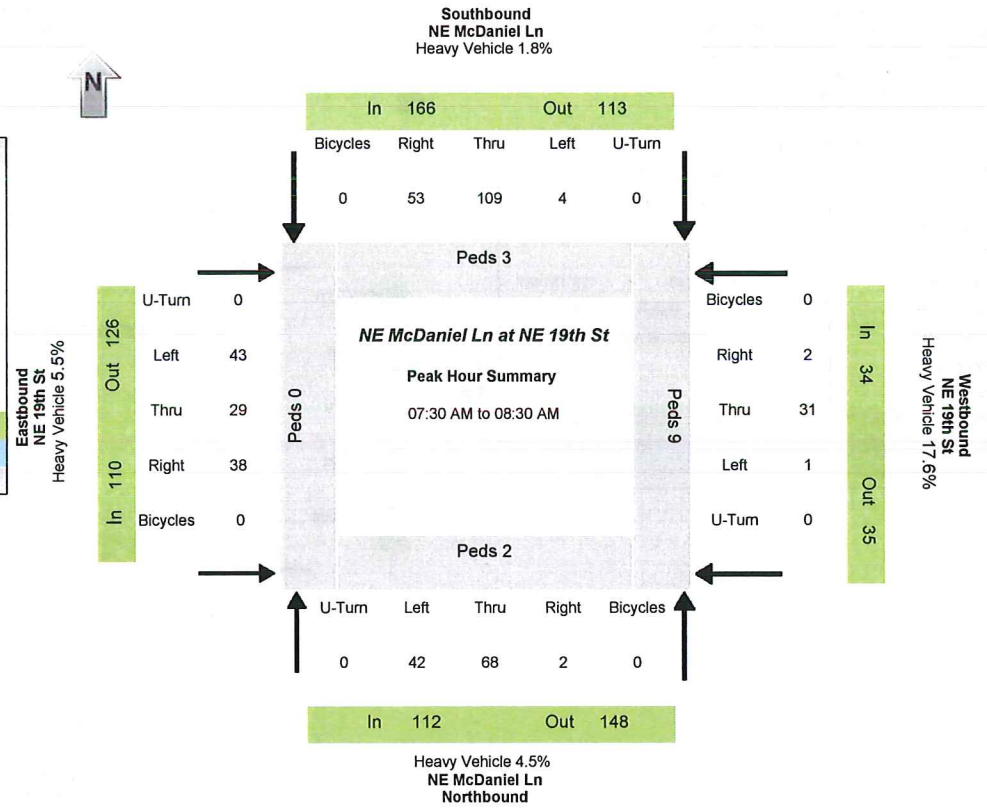 Southbound
NE McDaniel Ln
Heavy Vehicle 1.8%
N
In 166 Out 113
Bicycles Right Thru Left U-Turn
0 53 109 4 0
Peds 3
Eastbound
NE 19th St
Heavy Vehicle 5.5%
Out 126
In 110
U-Turn 0
Left 43
Thru 29
Right 38
Bicycles 0
Peds 0
NE McDaniel Ln at NE 19th St
Peak Hour Summary
07:30 AM to 08:30 AM
Peds 9
Bicycles 0
Right 2
Thru 31
Left 1
U-Turn 0
In 34
Out 35
Westbound
NE 19th St
Heavy Vehicle 17.6%
Peds 2
U-Turn Left Thru Right Bicycles
0 42 68 2 0
In 112 Out 148
Heavy Vehicle 4.5%
NE McDaniel Ln
Northbound